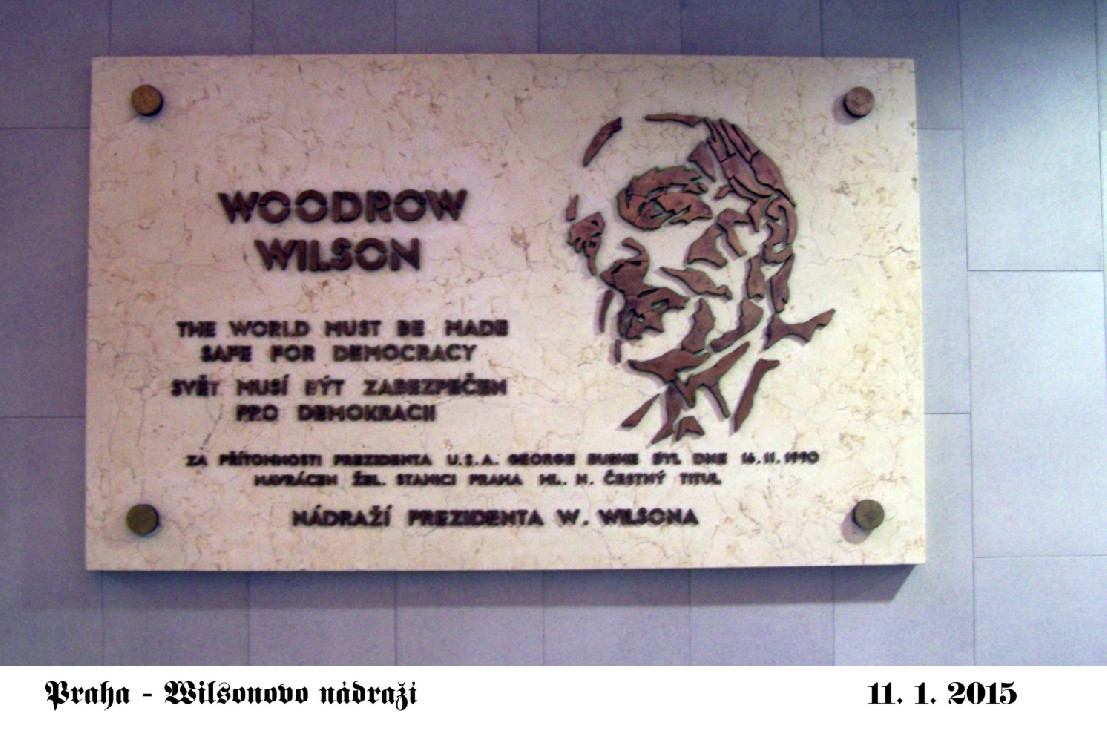 WOODROW
WILSON
THE WORLD MUST BE MADE
SAFE FOR DEMOCRACY
SVĚT MUSÍ BÝT ZABEZPEČEN
PRO DEMOKRACII
ZA PŘÍTOMNOSTI PREZIDENTA U.S.A. GEORGE BUSHE BYL DNE 16.11.1990
NAVRÁCEN ŽEL. STANICI PRAHA HL. N. ČESTNÝ TITUL
NÁDRAŽÍ PREZIDENTA W. WILSONA
Praha - Wilsonovo nádraži 11. 1. 2015